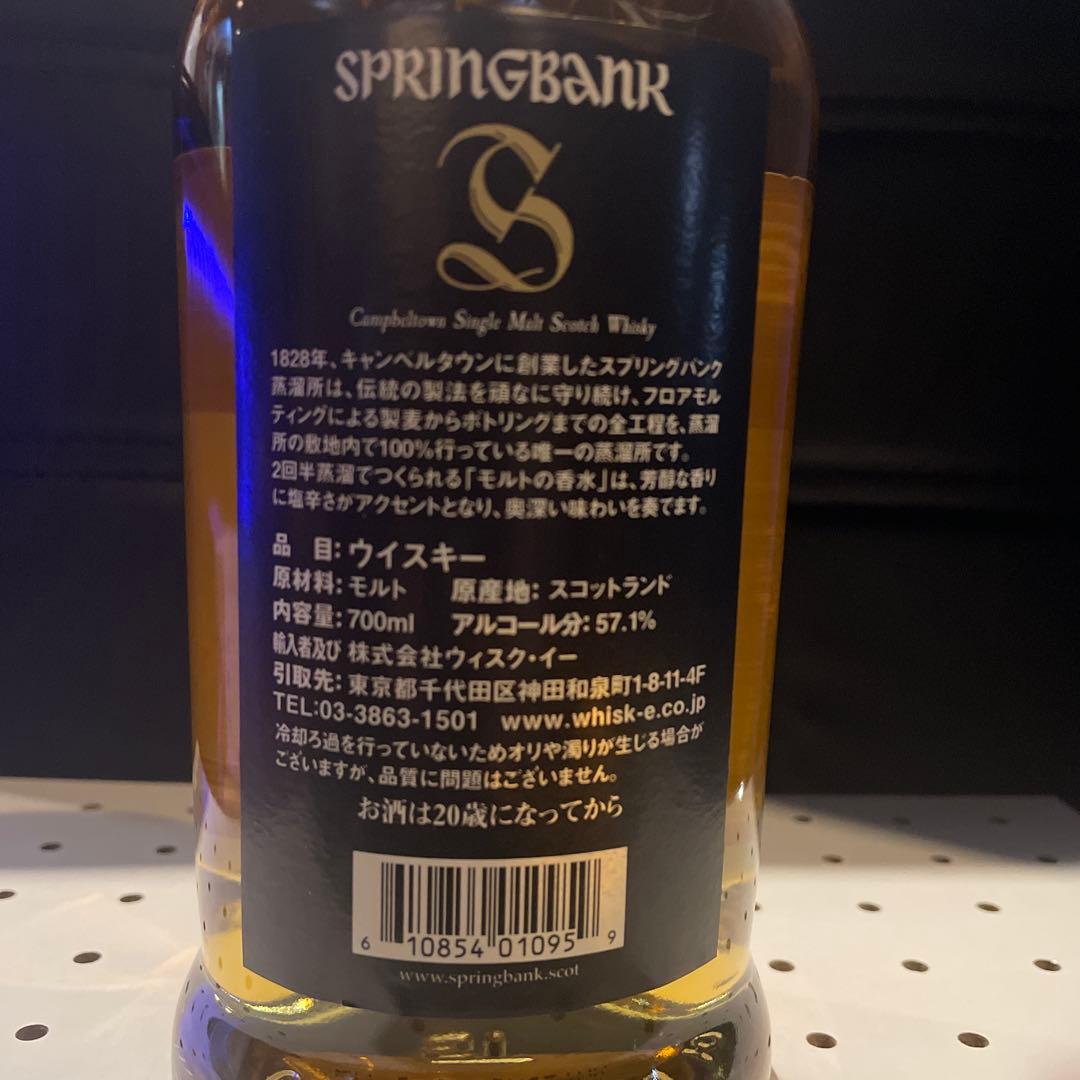 SPRINGBANK
S
Campbeltown Single Malt Scotch Whisky
1828年、キャンベルタウンに創業したスプリングバンク
蒸溜所は、伝統の製法を頑なに守り続け、フロアモル
ティングによる製麦からボトリングまでの全工程を、蒸溜
所の敷地内で100%行っている唯一の蒸溜所です。
2回半蒸溜でつくられる「モルトの香水」は、芳醇な香り
に塩辛さがアクセントとなり、奥深い味わいを奏でます。
品 目：ウイスキー
原材料：モルト 原産地：スコットランド
内容量：700ml アルコール分：57.1%
輸入者及び 株式会社ウィスク・イー
引取先：東京都千代田区神田和泉町1-8-11-4F
TEL:03-3863-1501 www.whisk-e.co.jp
冷却ろ過を行っていないためオリや濁りが生じる場合が
ございますが、品質に問題はございません。
お酒は20歳になってから
6 10854 01095 9
www.springbank.scot